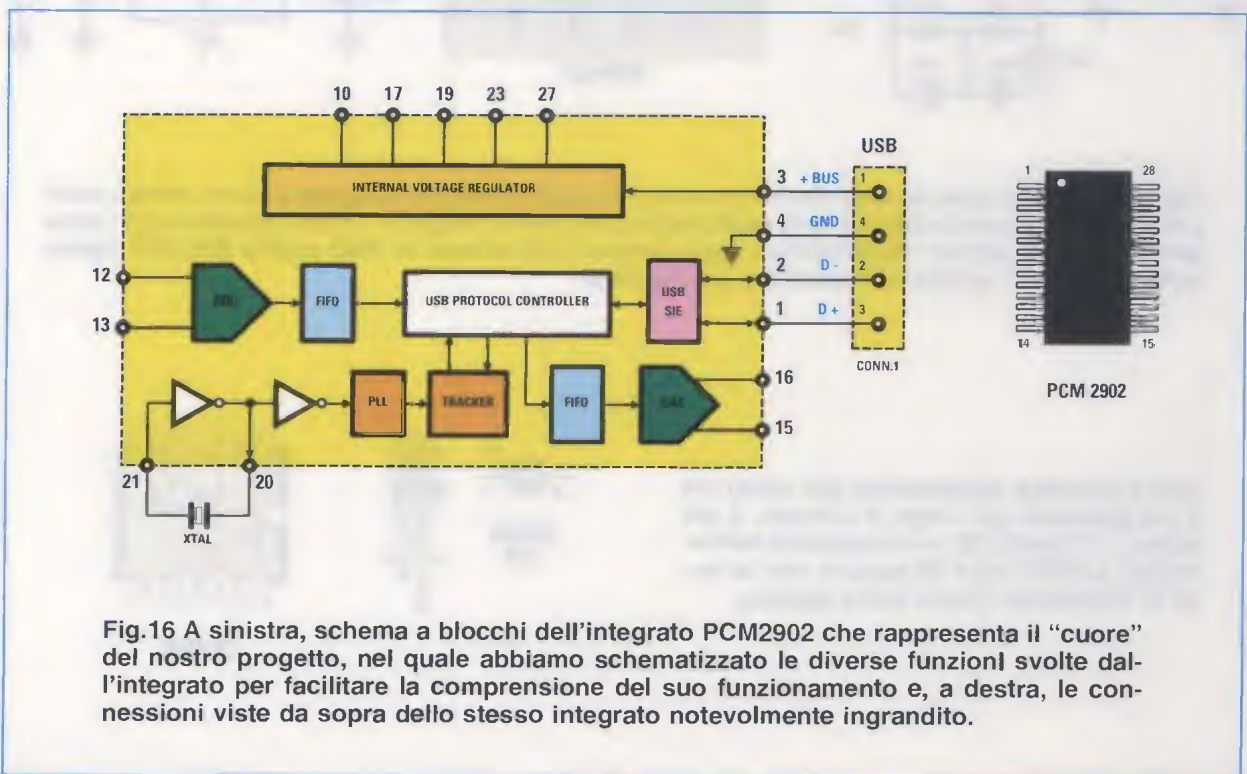 10 17 19 23 27
USB
INTERNAL VOLTAGE REGULATOR
3 + BUS 1
4 GND 4
2 D - 2
1 D + 3
CONN.1
12
13
ADC
FIFO
USB PROTOCOL CONTROLLER
USB
SIE
PLL
TRACKER
FIFO
DAC
16
15
21
20
XTAL
1
28
14
15
PCM 2902
Fig.16 A sinistra, schema a blocchi dell'integrato PCM2902 che rappresenta il "cuore"
del nostro progetto, nel quale abbiamo schematizzato le diverse funzioni svolte dal-
l'integrato per facilitare la comprensione del suo funzionamento e, a destra, le con-
nessioni viste da sopra dello stesso integrato notevolmente ingrandito.